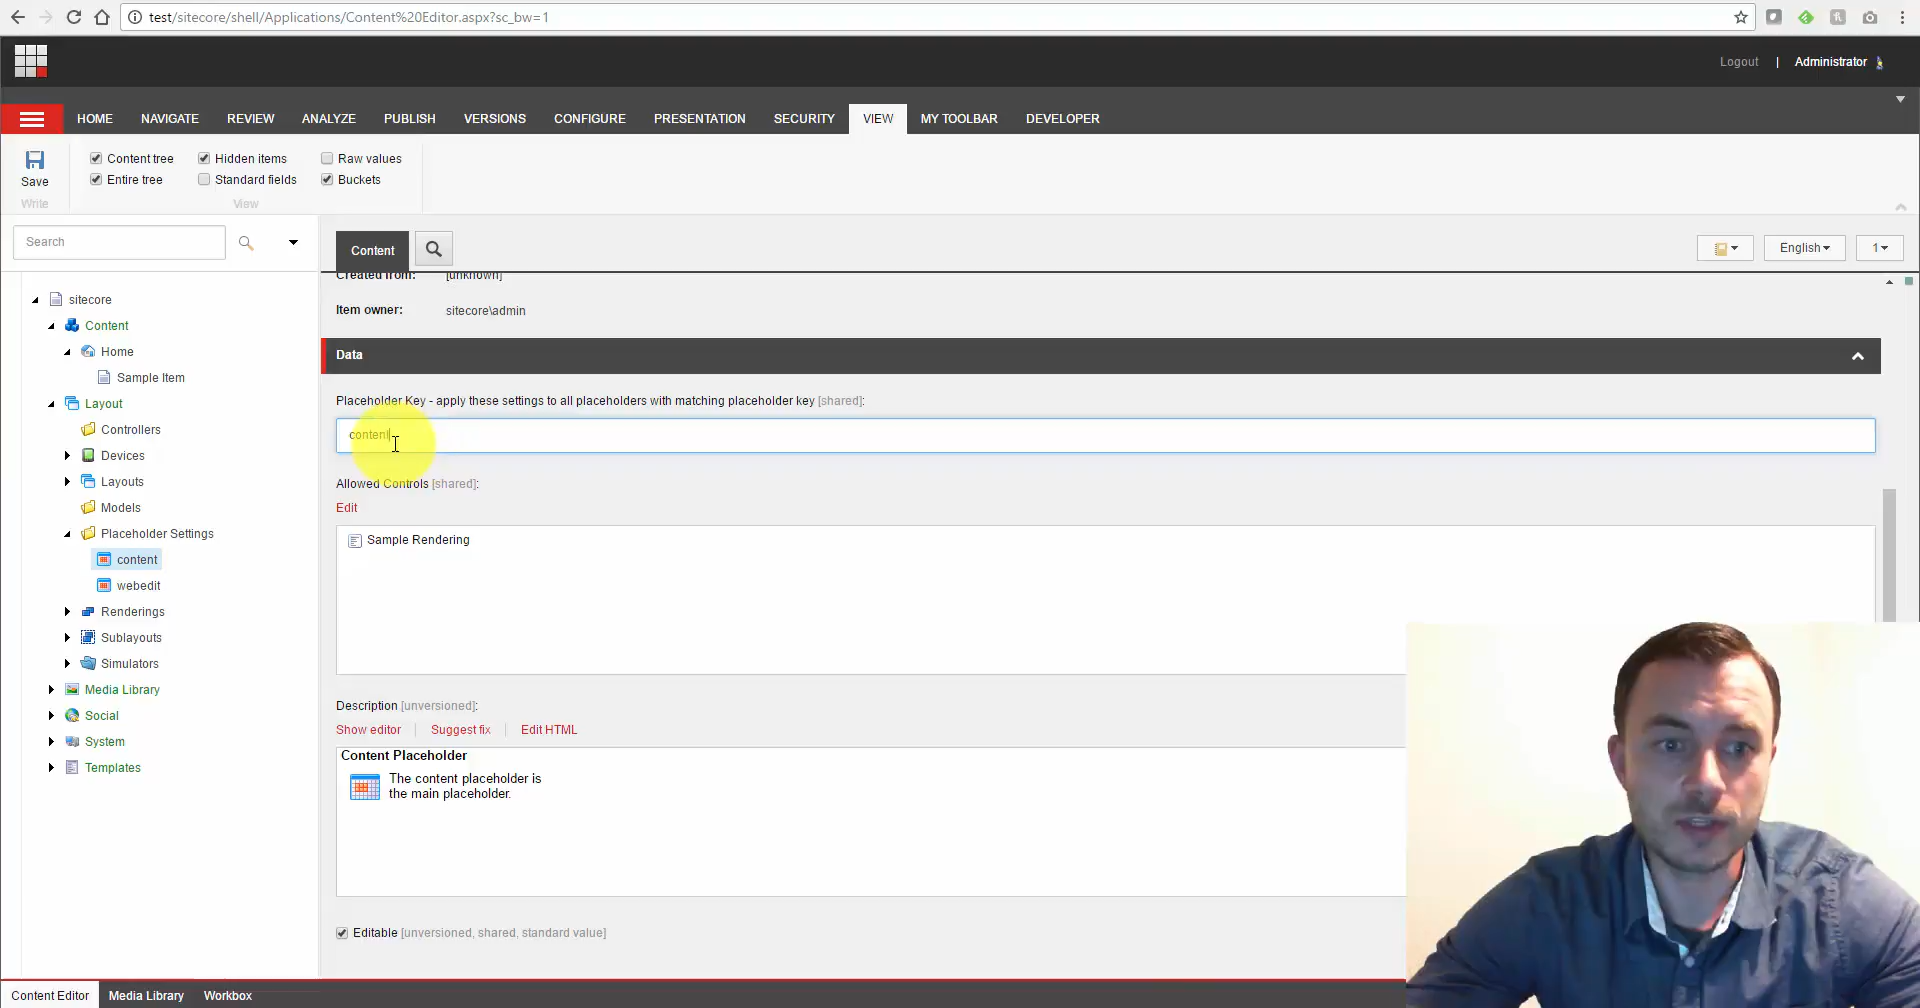 test/sitecore/shell/Applications/Content%20Editor.aspx?sc_bw=1
Logout | Administrator
HOME NAVIGATE REVIEW ANALYZE PUBLISH VERSIONS CONFIGURE PRESENTATION SECURITY VIEW MY TOOLBAR DEVELOPER
Save
Write
Content tree Hidden items Raw values
Entire tree Standard fields Buckets
View
Search
Content
English
1
sitecore
Content
Home
Sample Item
Layout
Controllers
Devices
Layouts
Models
Placeholder Settings
content
webedit
Renderings
Sublayouts
Simulators
Media Library
Social
System
Templates
Created from: [unknown]
Item owner: sitecore\admin
Data
Placeholder Key - apply these settings to all placeholders with matching placeholder key [shared]:
content
Allowed Controls [shared]:
Edit
Sample Rendering
Description [unversioned]:
Show editor Suggest fix Edit HTML
Content Placeholder
The content placeholder is
the main placeholder.
Editable [unversioned, shared, standard value]
Content Editor Media Library Workbox